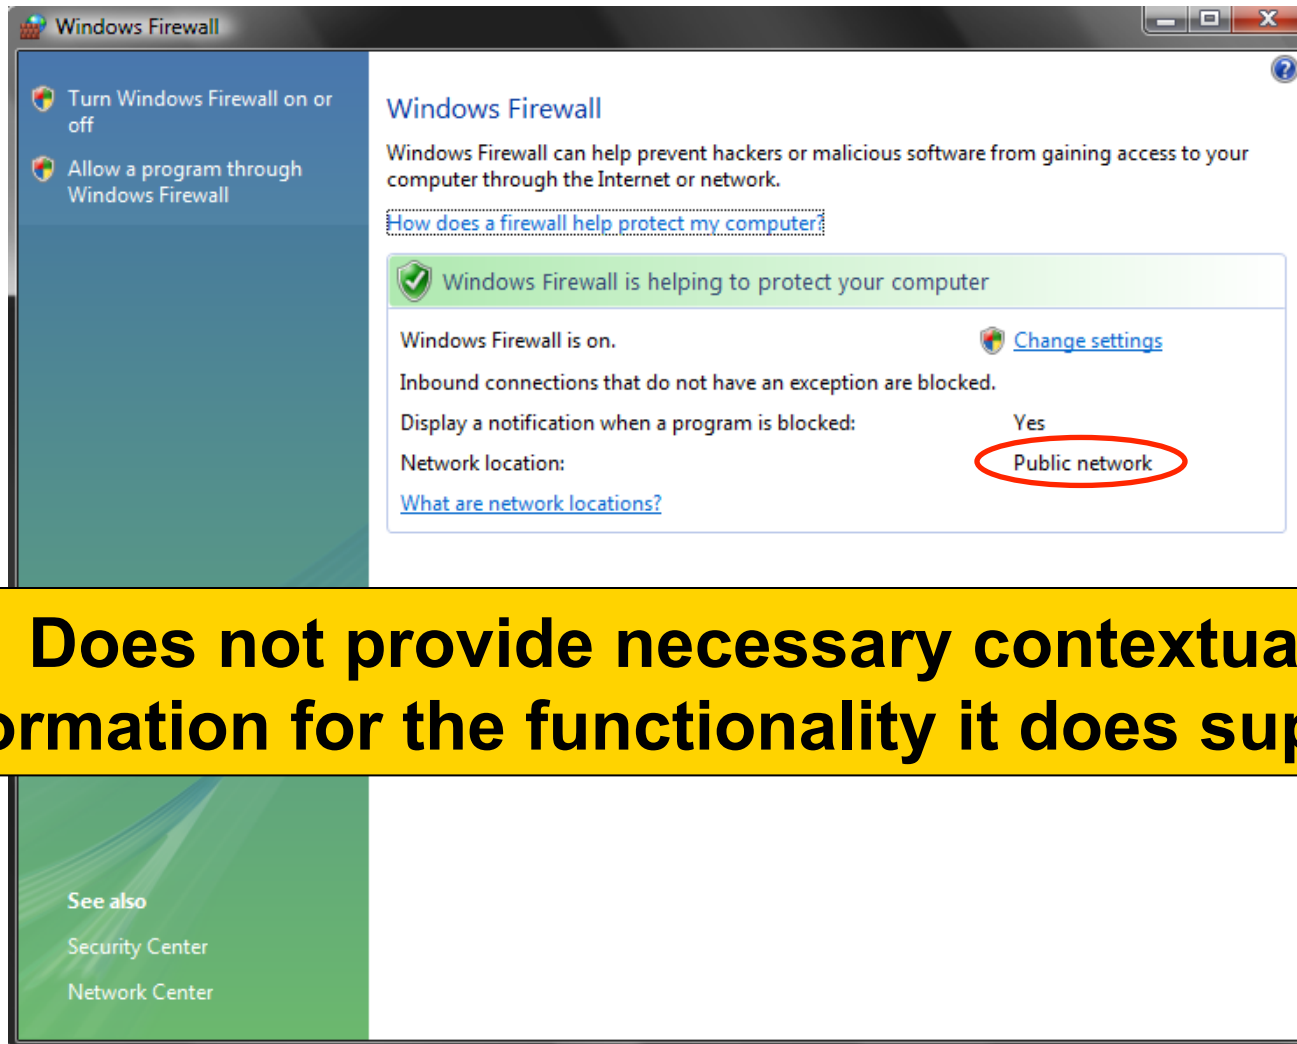 Windows Firewall
Turn Windows Firewall on or
off
Allow a program through
Windows Firewall
Windows Firewall
Windows Firewall can help prevent hackers or malicious software from gaining access to your
computer through the Internet or network.
How does a firewall help protect my computer?
Windows Firewall is helping to protect your computer
Windows Firewall is on.
Change settings
Inbound connections that do not have an exception are blocked.
Display a notification when a program is blocked: Yes
Network location: Public network
What are network locations?
Does not provide necessary
for the functionality it does
See also
Security Center
Network Center